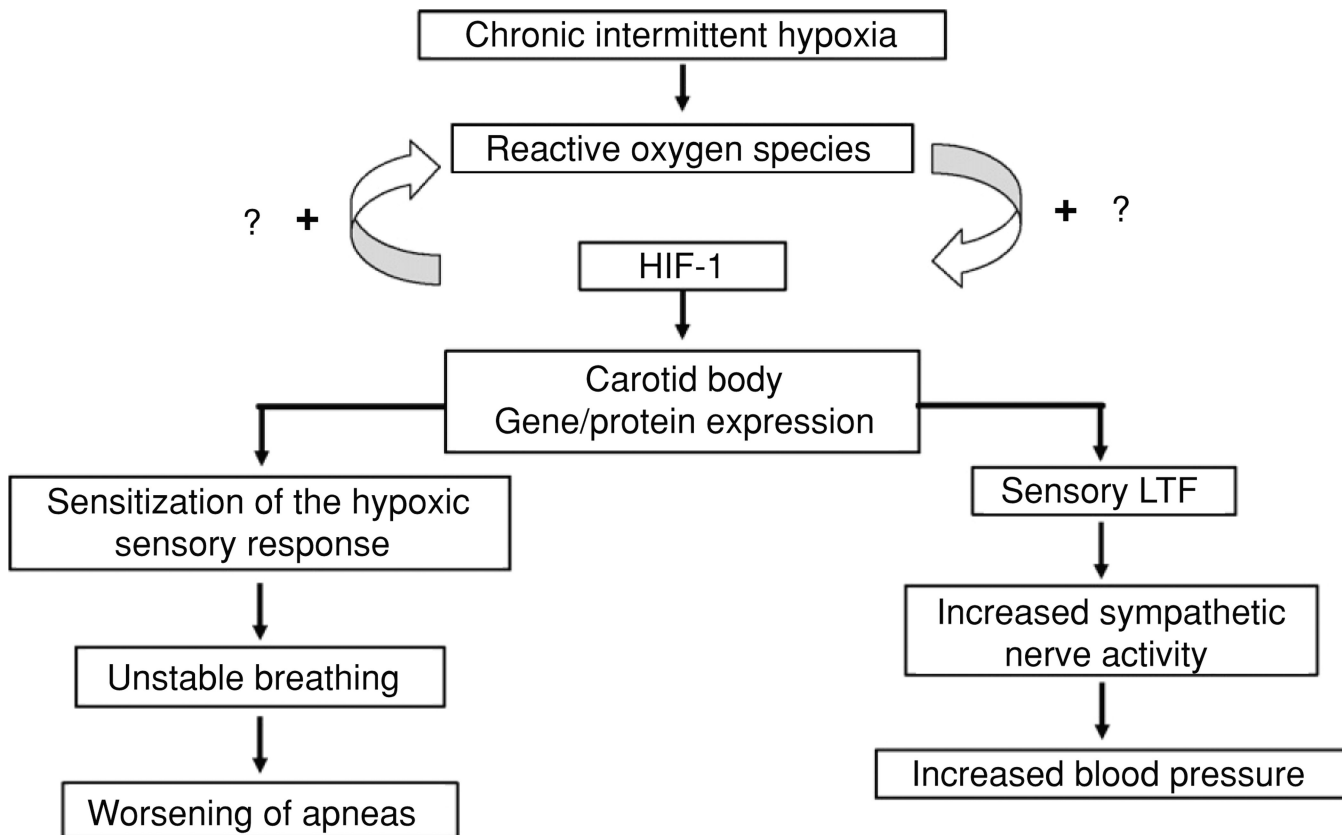 Chronic intermittent hypoxia
Reactive oxygen species
? +
+ ?
HIF-1
Carotid body
Gene/protein expression
Sensitization of the hypoxic
sensory response
Sensory LTF
Increased sympathetic
nerve activity
Unstable breathing
Increased blood pressure
Worsening of apneas